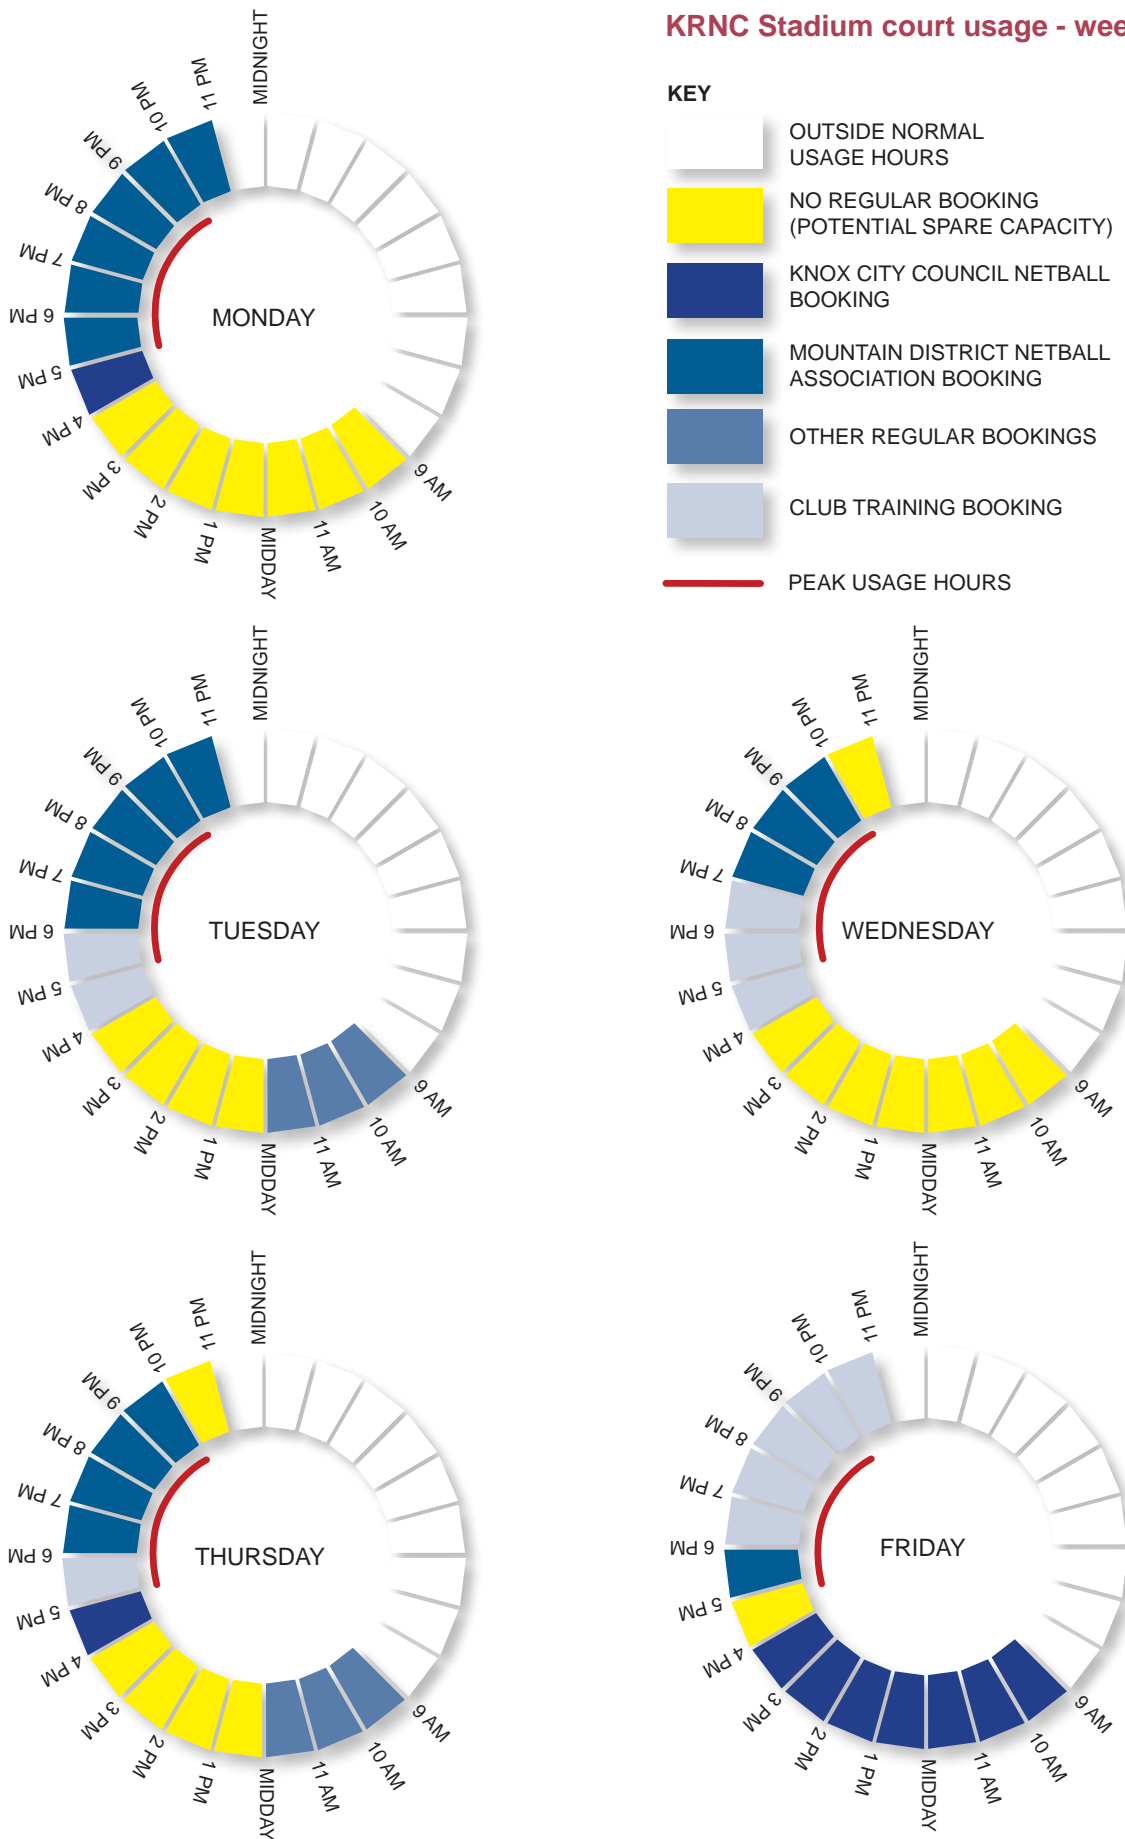 KRNC Stadium court usage - wee
KEY
OUTSIDE NORMAL
USAGE HOURS
NO REGULAR BOOKING
(POTENTIAL SPARE CAPACITY)
KNOX CITY COUNCIL NETBALL
BOOKING
MOUNTAIN DISTRICT NETBALL
ASSOCIATION BOOKING
OTHER REGULAR BOOKINGS
CLUB TRAINING BOOKING
PEAK USAGE HOURS
MONDAY
MIDNIGHT
9 AM
10 AM
11 AM
MIDDAY
1 PM
2 PM
3 PM
4 PM
5 PM
6 PM
7 PM
8 PM
9 PM
10 PM
11 PM
TUESDAY
MIDNIGHT
9 AM
10 AM
11 AM
MIDDAY
1 PM
2 PM
3 PM
4 PM
5 PM
6 PM
7 PM
8 PM
9 PM
10 PM
11 PM
WEDNESDAY
MIDNIGHT
9 AM
10 AM
11 AM
MIDDAY
1 PM
2 PM
3 PM
4 PM
5 PM
6 PM
7 PM
8 PM
9 PM
10 PM
11 PM
THURSDAY
MIDNIGHT
9 AM
10 AM
11 AM
MIDDAY
1 PM
2 PM
3 PM
4 PM
5 PM
6 PM
7 PM
8 PM
9 PM
10 PM
11 PM
FRIDAY
MIDNIGHT
9 AM
10 AM
11 AM
MIDDAY
1 PM
2 PM
3 PM
4 PM
5 PM
6 PM
7 PM
8 PM
9 PM
10 PM
11 PM